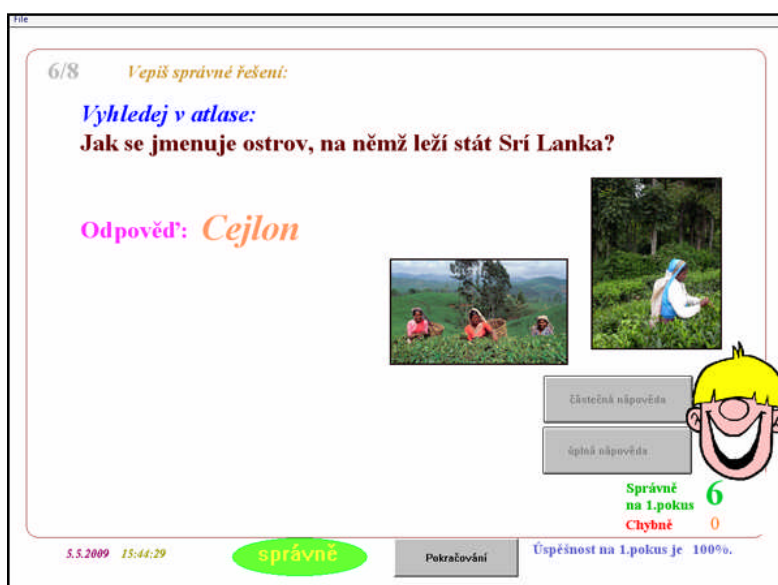 File
6/8 Vepiš správné řešení:
Vyhledej v atlase:
Jak se jmenuje ostrov, na němž leží stát Srí Lanka?
Odpověď: Cejlon
částečná nápověda
úplná nápověda
Správně
na 1.pokus 6
Chybně 0
5.5.2009 15:44:29 správně Pokračování Úspěšnost na 1.pokus je 100%.